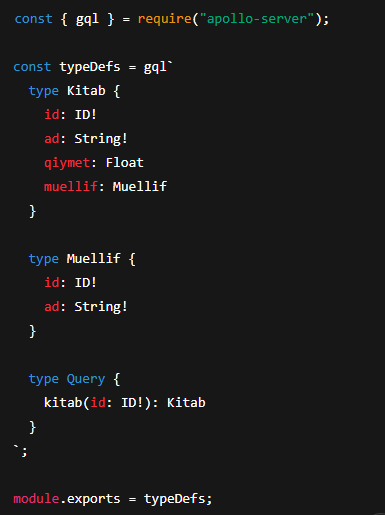 const { gql } = require("apollo-server");
const typeDefs = gql`
type Kitab {
id: ID!
ad: String!
qiymet: Float
muellif: Muellif
}
type Muellif {
id: ID!
ad: String!
}
type Query {
kitab(id: ID!): Kitab
}
`;
module.exports = typeDefs;